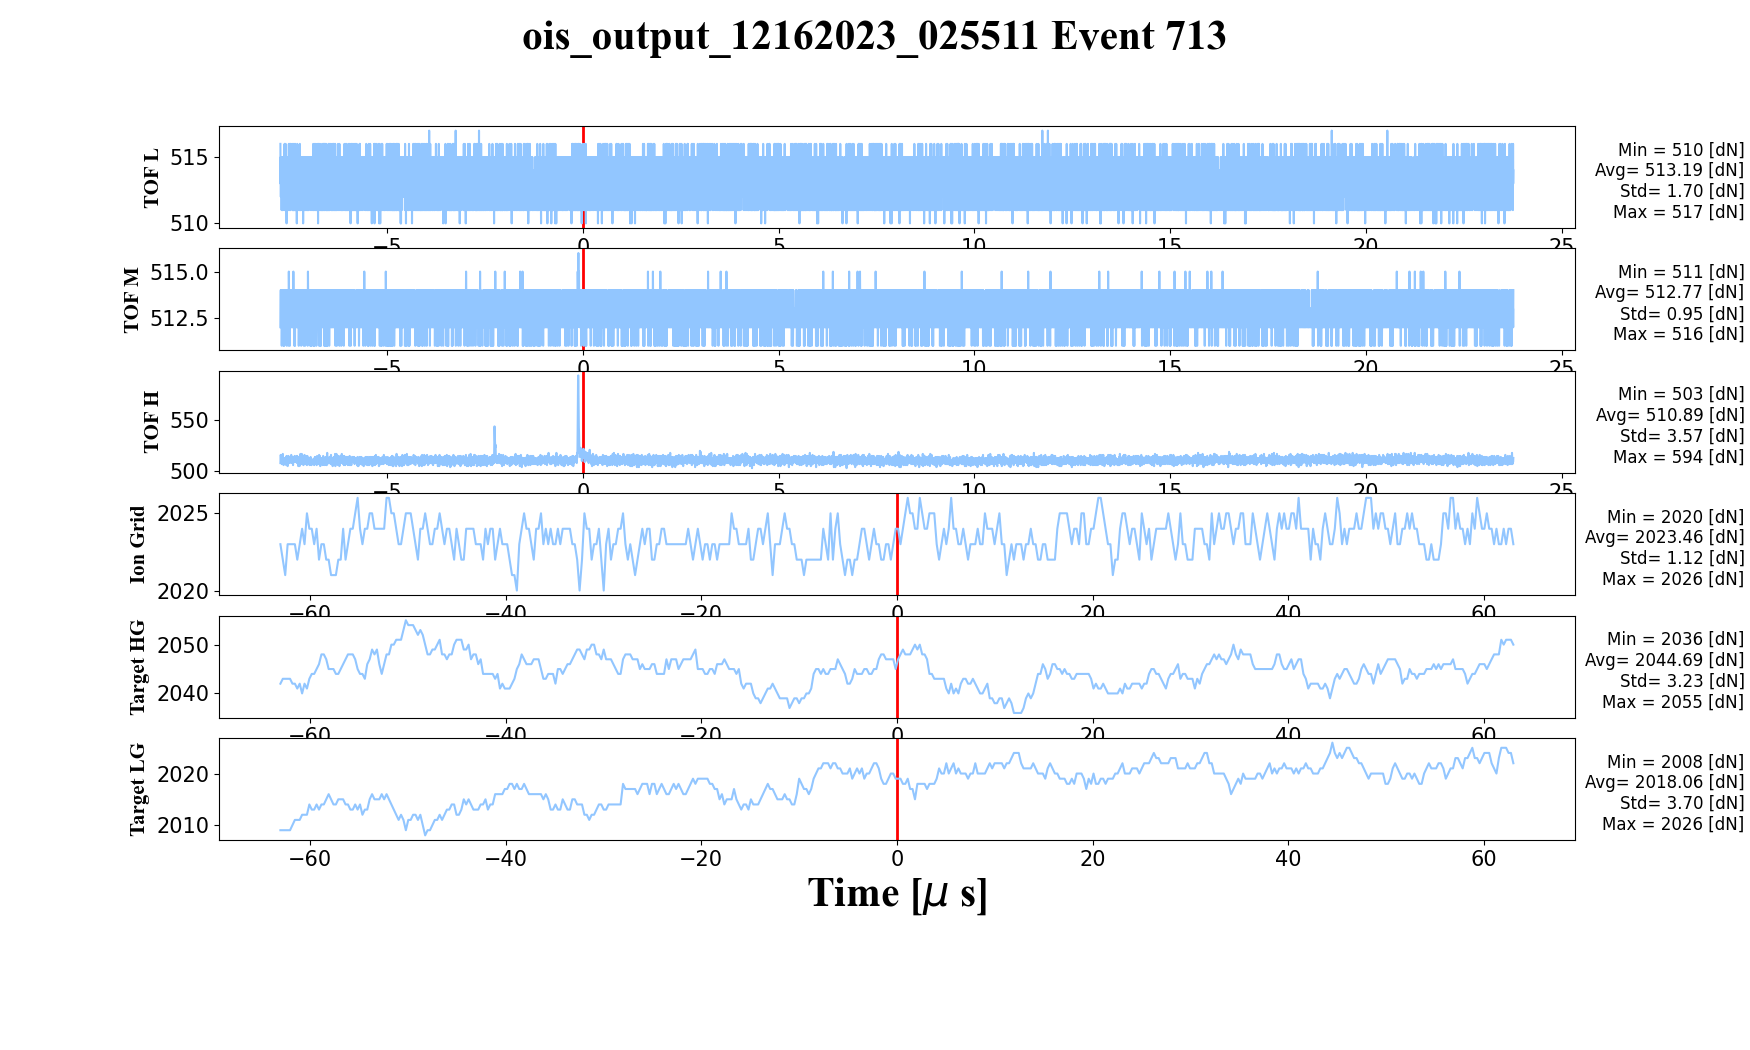 ois_output_12162023_025511 Event 713
TOF L
515
510
−5
0
5
10
15
20
25
Min = 510 [dN]
Avg= 513.19 [dN]
Std= 1.70 [dN]
Max = 517 [dN]
TOF M
515.0
512.5
−5
0
5
10
15
20
25
Min = 511 [dN]
Avg= 512.77 [dN]
Std= 0.95 [dN]
Max = 516 [dN]
TOF H
550
500
−5
0
5
10
15
20
25
Min = 503 [dN]
Avg= 510.89 [dN]
Std= 3.57 [dN]
Max = 594 [dN]
Ion Grid
2025
2020
−60
−40
−20
0
20
40
60
Min = 2020 [dN]
Avg= 2023.46 [dN]
Std= 1.12 [dN]
Max = 2026 [dN]
Target HG
2050
2040
−60
−40
−20
0
20
40
60
Min = 2036 [dN]
Avg= 2044.69 [dN]
Std= 3.23 [dN]
Max = 2055 [dN]
Target LG
2020
2010
−60
−40
−20
0
20
40
60
Min = 2008 [dN]
Avg= 2018.06 [dN]
Std= 3.70 [dN]
Max = 2026 [dN]
Time [μ s]